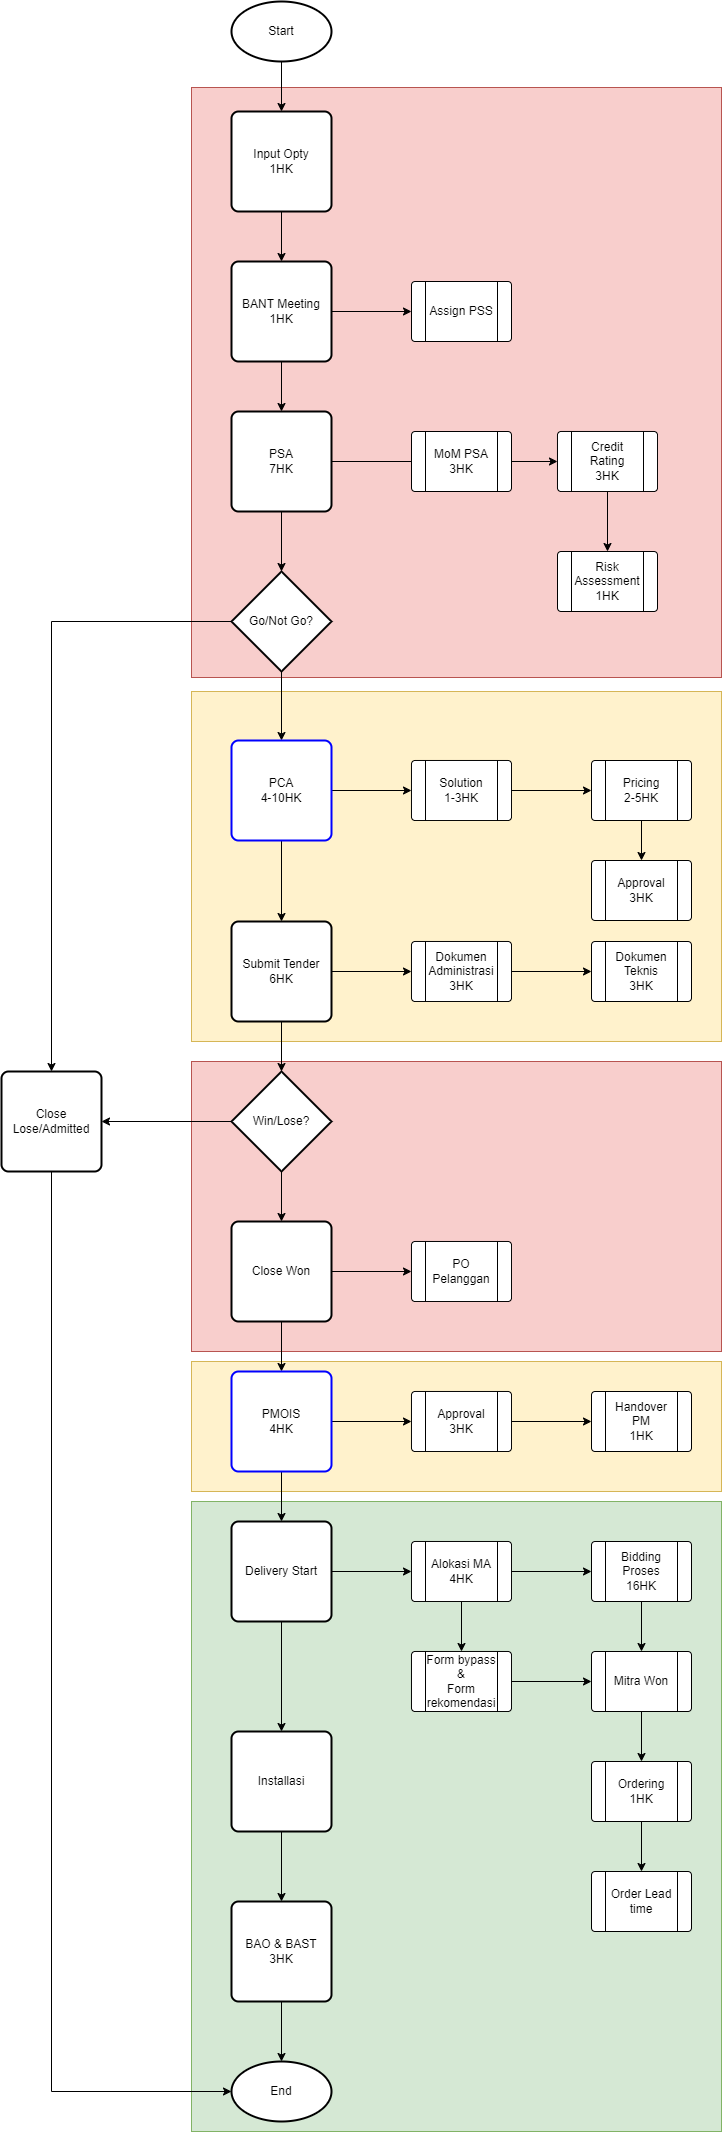 Start
Input Opty
1HK
BANT Meeting
1HK
Assign PSS
PSA
7HK
MoM PSA
3HK
Credit
Rating
3HK
Risk
Assessment
1HK
Go/Not Go?
PCA
4-10HK
Solution
1-3HK
Pricing
2-5HK
Approval
3HK
Submit Tender
6HK
Dokumen
Administrasi
3HK
Dokumen
Teknis
3HK
Close
Lose/Admitted
Win/Lose?
Close Won
PO
Pelanggan
PMOIS
4HK
Approval
3HK
Handover
PM
1HK
Delivery Start
Alokasi MA
4HK
Bidding
Proses
16HK
Form bypass
&
Form
rekomendasi
Mitra Won
Installasi
Ordering
1HK
Order Lead
time
BAO & BAST
3HK
End